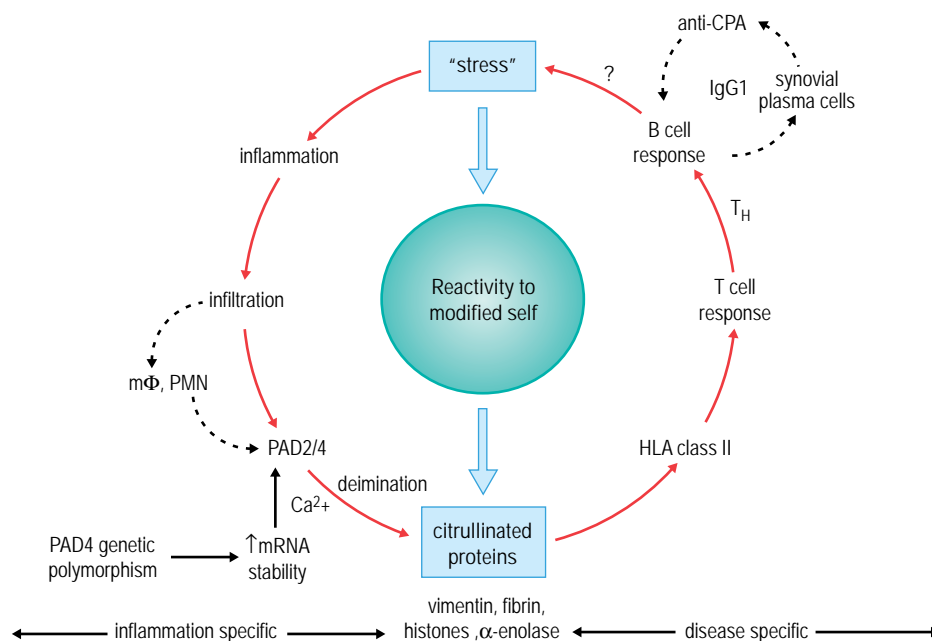 anti-CPA
"stress"
?
IgG1
synovial
plasma cells
B cell
response
inflammation
T_H
Reactivity to
modified self
infiltration
T cell
response
mΦ, PMN
PAD2/4
HLA class II
deimination
Ca²+
citrullinated
proteins
PAD4 genetic
polymorphism
↑mRNA
stability
vimentin, fibrin,
histones ,α-enolase
inflammation specific
disease specific